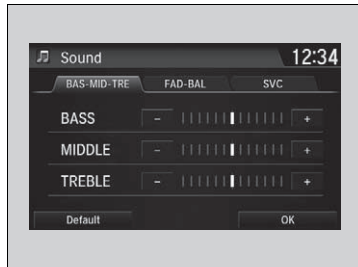 Sound 12:34
BAS-MID-TRE FAD-BAL SVC
BASS - +
MIDDLE - +
TREBLE - +
Default OK